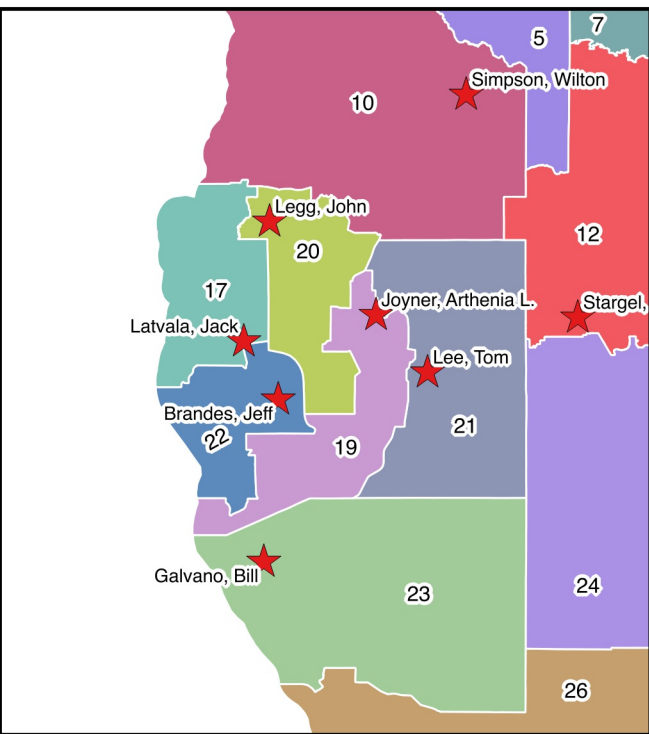 7
5
Simpson, Wilton
10
Legg, John
12
20
17
Joyner, Arthenia L.
Stargel,
Latvala, Jack
Lee, Tom
Brandes, Jeff
22
19
21
Galvano, Bill
23
24
26